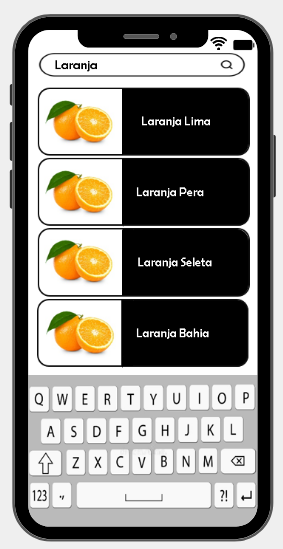 Laranja
Laranja Lima
Laranja Pera
Laranja Seleta
Laranja Bahia
Q W E R T Y U I O P
A S D F G H J K L
Z X C V B N M
123 ., ?!